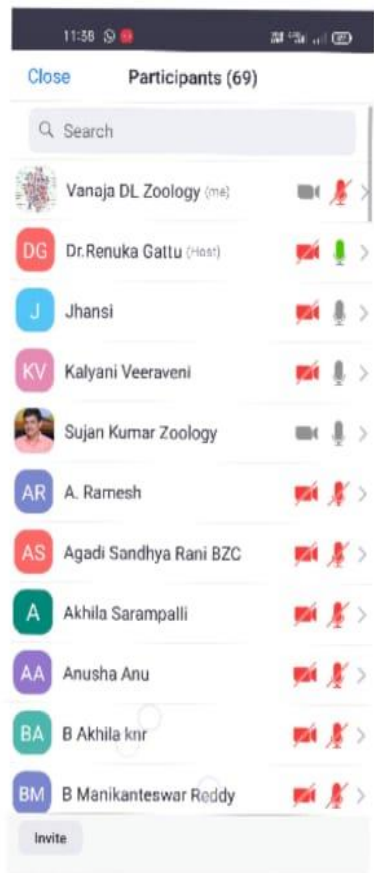 11:38
Close Participants (69)
Search
Vanaja DL Zoology (me)
DG Dr.Renuka Gattu (Host)
J Jhansi
KV Kalyani Veeraveni
Sujan Kumar Zoology
AR A. Ramesh
AS Agadi Sandhya Rani BZC
A Akhila Sarampalli
AA Anusha Anu
BA B Akhila knr
BM B Manikanteswar Reddy
Invite